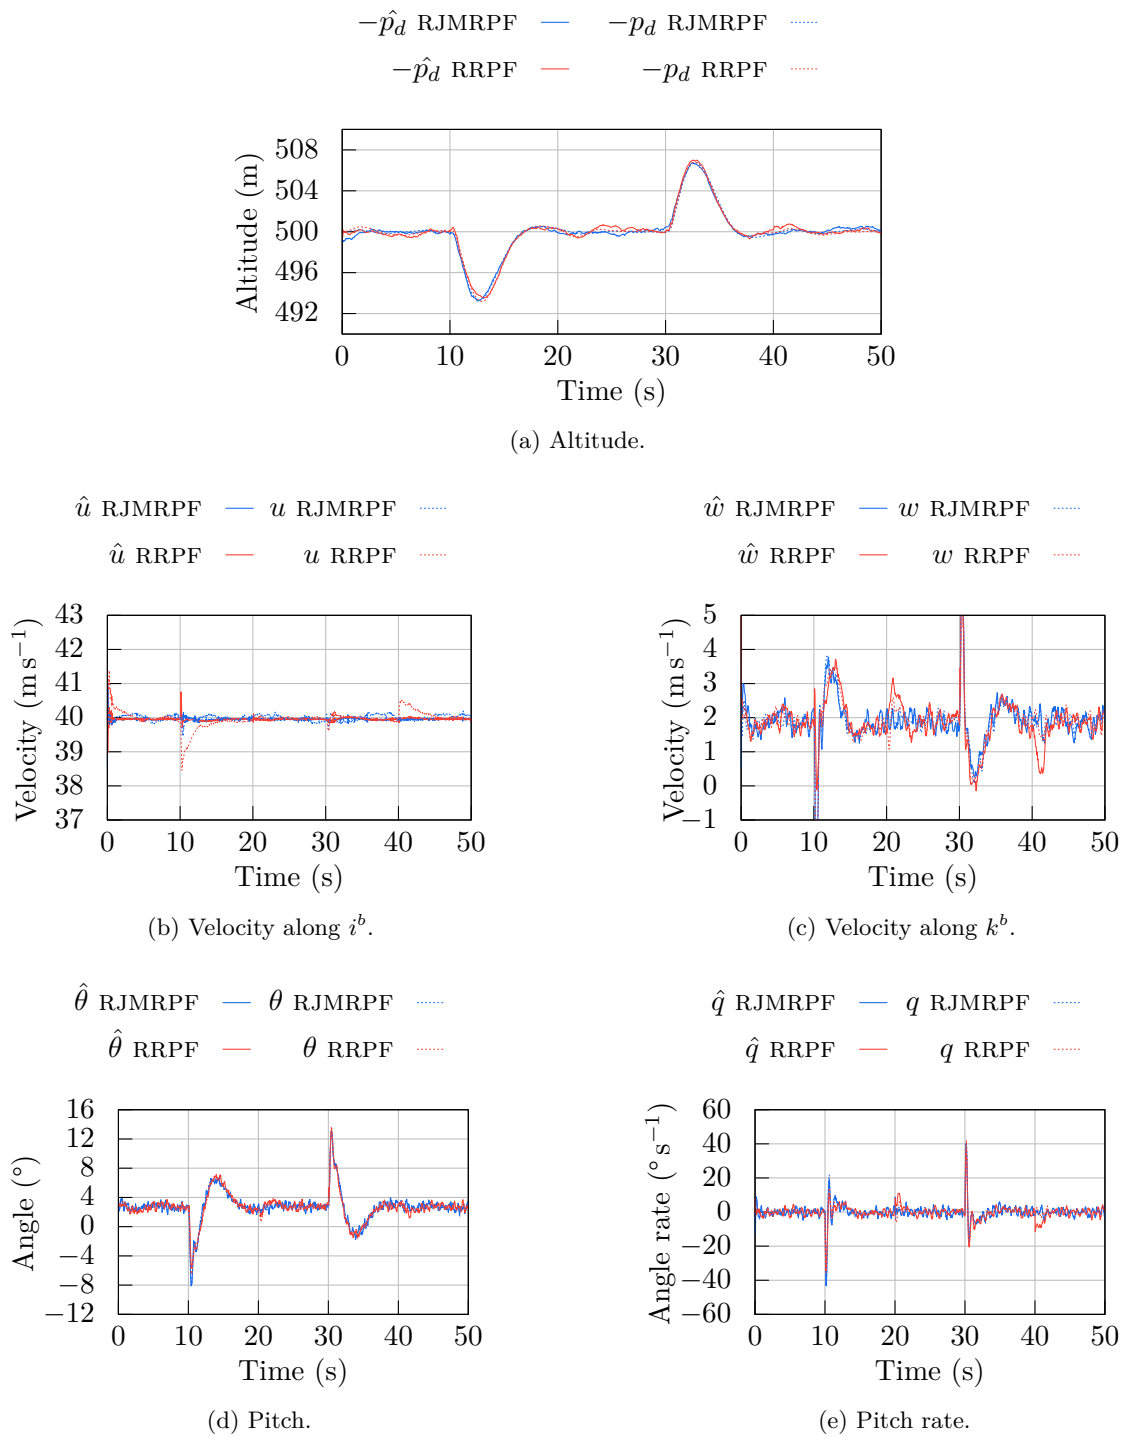 −p̂_d RJMRPF −p_d RJMRPF
−p̂_d RRPF −p_d RRPF
508
504
500
496
492
Altitude (m)
0 10 20 30 40 50
Time (s)
(a) Altitude.
û RJMRPF u RJMRPF
û RRPF u RRPF
43
42
41
40
39
38
37
Velocity (m s⁻¹)
0 10 20 30 40 50
Time (s)
(b) Velocity along i^b.
ŵ RJMRPF w RJMRPF
ŵ RRPF w RRPF
5
4
3
2
1
0
−1
Velocity (m s⁻¹)
0 10 20 30 40 50
Time (s)
(c) Velocity along k^b.
θ̂ RJMRPF θ RJMRPF
θ̂ RRPF θ RRPF
16
12
8
4
0
−4
−8
−12
Angle (°)
0 10 20 30 40 50
Time (s)
(d) Pitch.
q̂ RJMRPF q RJMRPF
q̂ RRPF q RRPF
60
40
20
0
−20
−40
−60
Angle rate (° s⁻¹)
0 10 20 30 40 50
Time (s)
(e) Pitch rate.